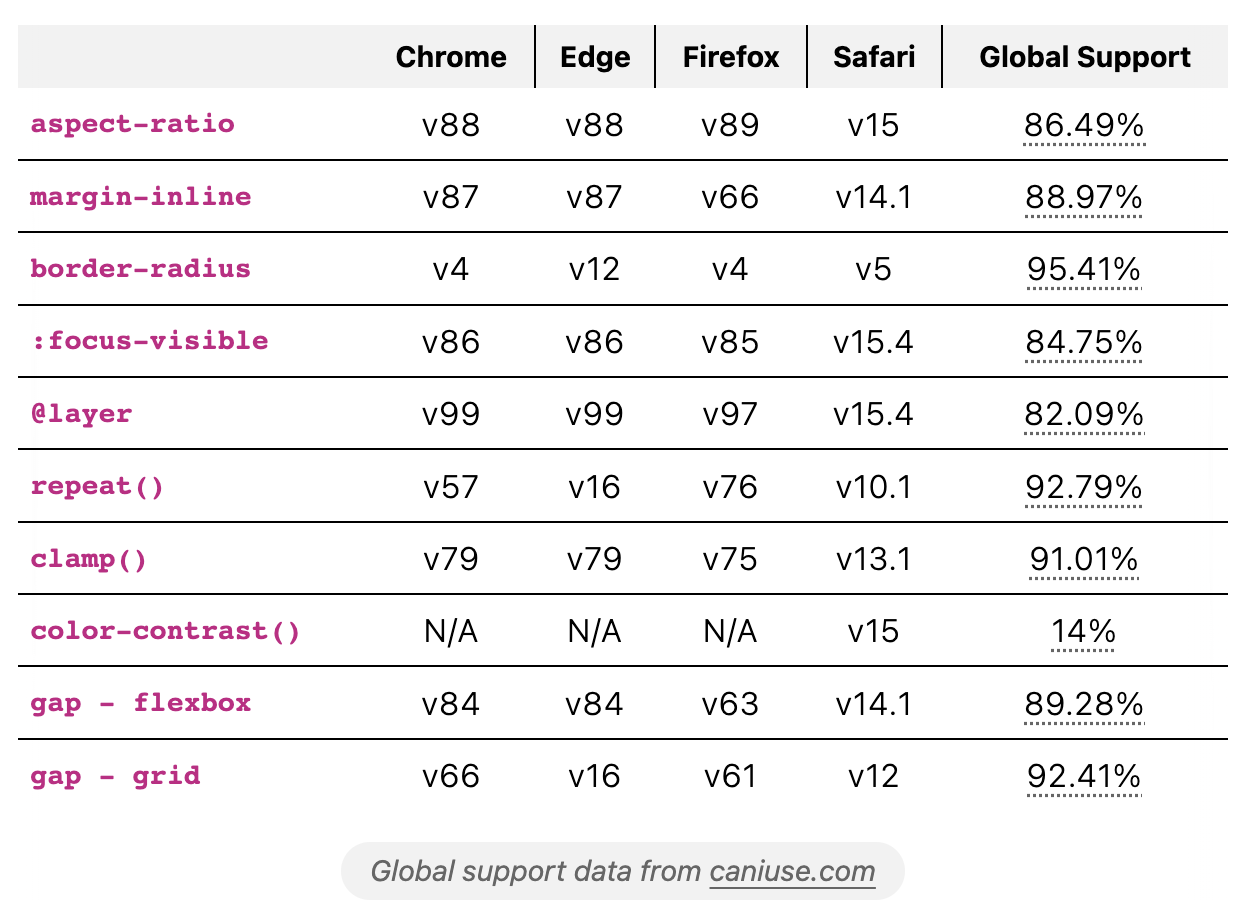 Chrome Edge Firefox Safari Global Support
aspect-ratio v88 v88 v89 v15 86.49%
margin-inline v87 v87 v66 v14.1 88.97%
border-radius v4 v12 v4 v5 95.41%
:focus-visible v86 v86 v85 v15.4 84.75%
@layer v99 v99 v97 v15.4 82.09%
repeat() v57 v16 v76 v10.1 92.79%
clamp() v79 v79 v75 v13.1 91.01%
color-contrast() N/A N/A N/A v15 14%
gap - flexbox v84 v84 v63 v14.1 89.28%
gap - grid v66 v16 v61 v12 92.41%
Global support data from caniuse.com